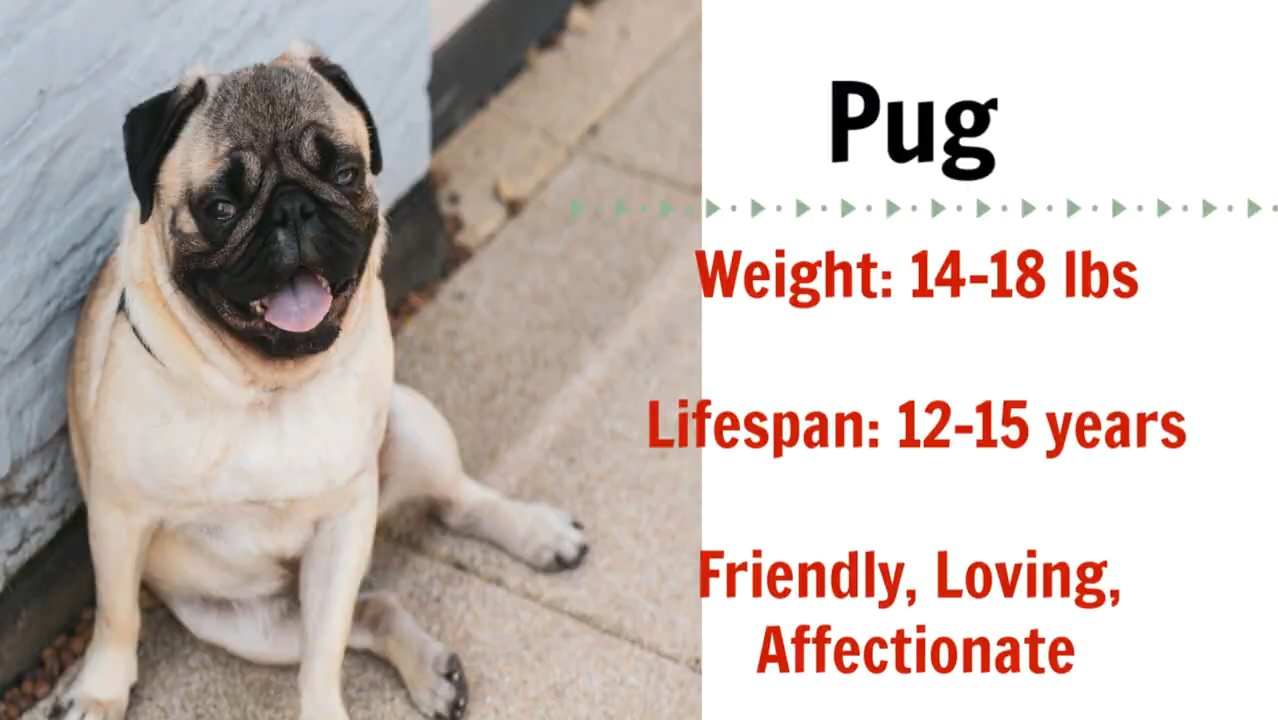 Pug
Weight: 14-18 lbs
Lifespan: 12-15 years
Friendly, Loving,
Affectionate